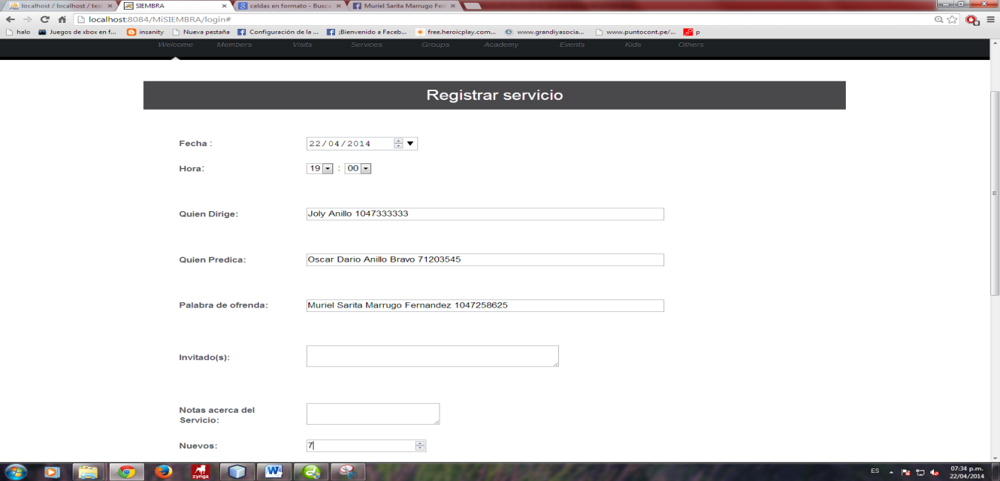 localhost / localhost / tesi
SIEMBRA
celdas en formato - Busca
Muriel Sarita Marrugo Fer
localhost:8084/MiSIEMBRA/login#
halo Juegos de xbox en f... insanity Nueva pestaña Configuración de la ... ¡Bienvenido a Faceb... free.heroicplay.com... www.grandiyasocia... www.puntocont.pe/... p
Welcome Members Visits Services Groups Academy Events Kids Others
Registrar servicio
Fecha : 22/04/2014
Hora: 19 : 00
Quien Dirige: Joly Anillo 1047333333
Quien Predica: Oscar Dario Anillo Bravo 71203545
Palabra de ofrenda: Muriel Sarita Marrugo Fernandez 1047258625
Invitado(s):
Notas acerca del
Servicio:
Nuevos: 7
zynga
ES 07:34 p.m.
22/04/2014